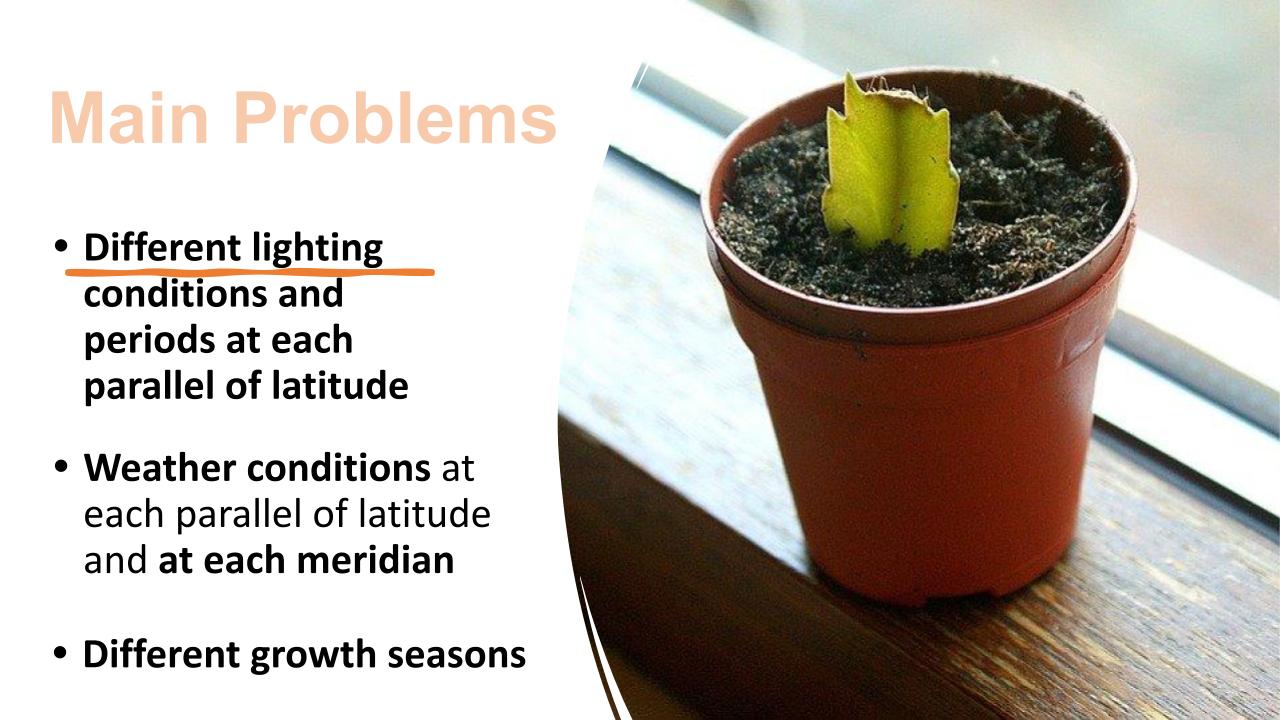 Main Problems
• Different lighting
conditions and
periods at each
parallel of latitude
• Weather conditions at
each parallel of latitude
and at each meridian
• Different growth seasons